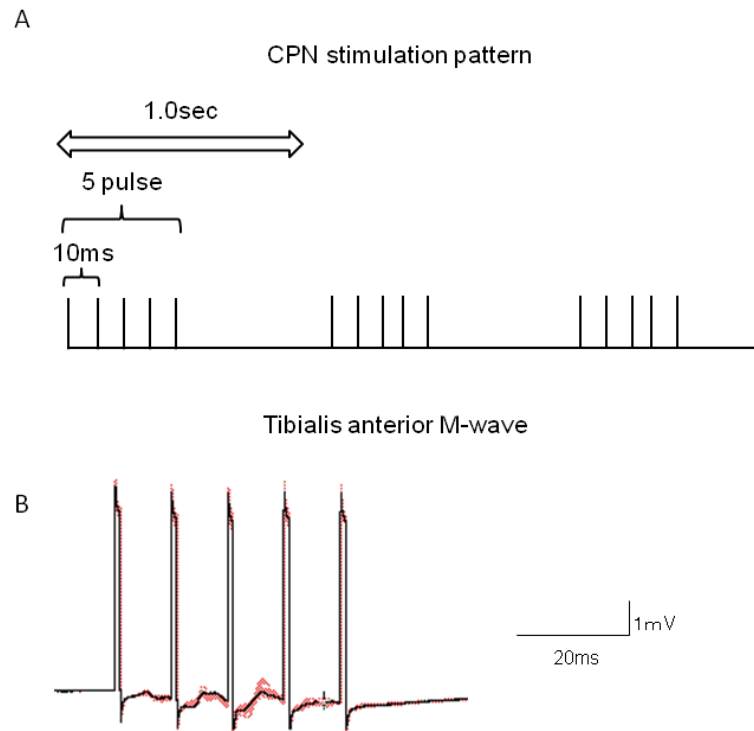 A
CPN stimulation pattern
1.0sec
5 pulse
10ms
Tibialis anterior M-wave
B
1mV
20ms